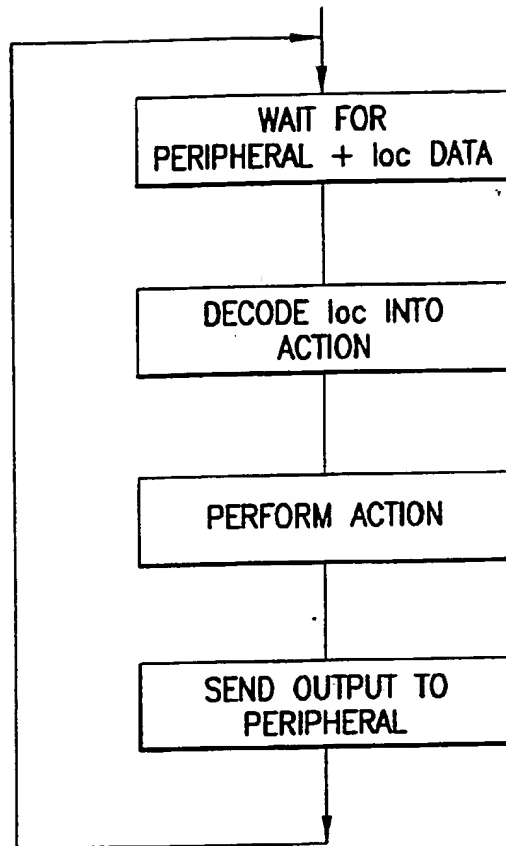 WAIT FOR
PERIPHERAL + loc DATA
DECODE loc INTO
ACTION
PERFORM ACTION
SEND OUTPUT TO
PERIPHERAL